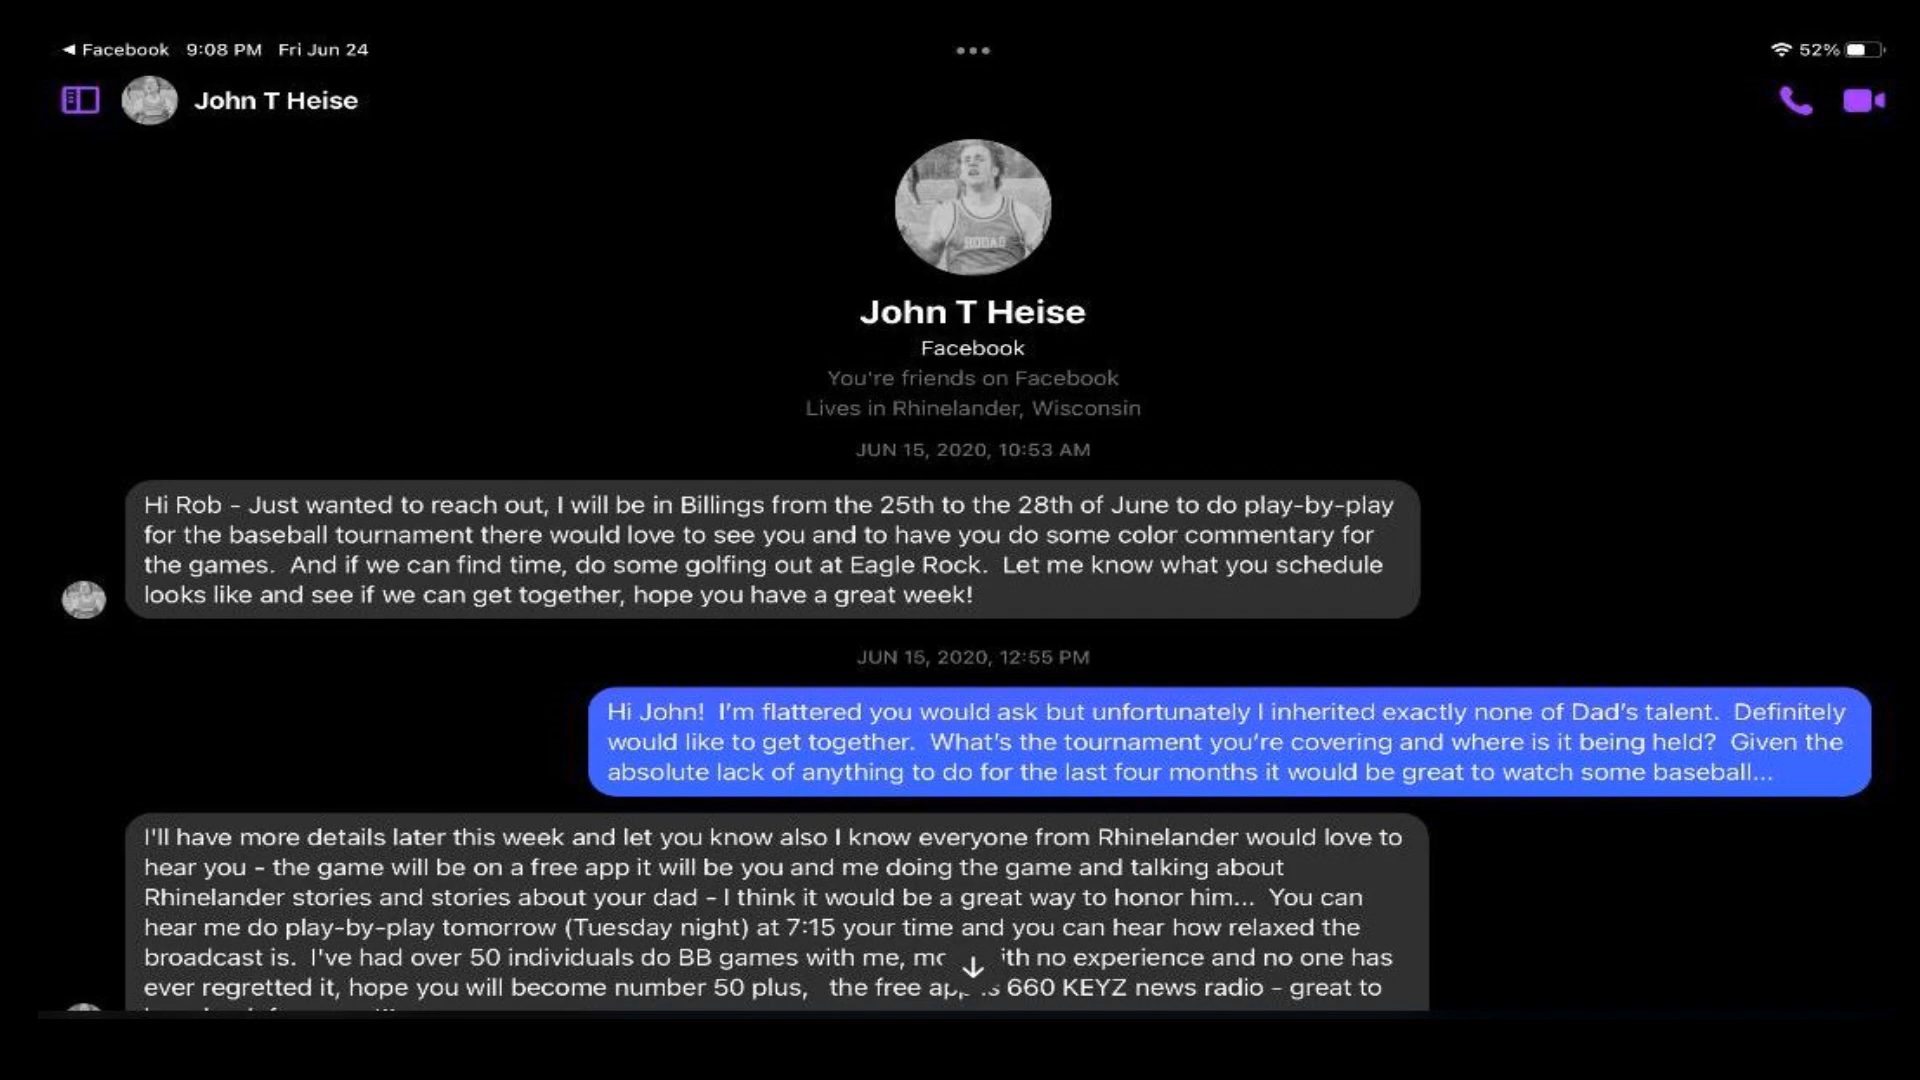 ◀ Facebook 9:08 PM Fri Jun 24
52%
John T Heise
HODAG
John T Heise
Facebook
You're friends on Facebook
Lives in Rhinelander, Wisconsin
JUN 15, 2020, 10:53 AM
Hi Rob - Just wanted to reach out, I will be in Billings from the 25th to the 28th of June to do play-by-play
for the baseball tournament there would love to see you and to have you do some color commentary for
the games.  And if we can find time, do some golfing out at Eagle Rock.  Let me know what you schedule
looks like and see if we can get together, hope you have a great week!
JUN 15, 2020, 12:55 PM
Hi John!  I'm flattered you would ask but unfortunately I inherited exactly none of Dad's talent.  Definitely
would like to get together.  What's the tournament you're covering and where is it being held?  Given the
absolute lack of anything to do for the last four months it would be great to watch some baseball...
I'll have more details later this week and let you know also I know everyone from Rhinelander would love to
hear you - the game will be on a free app it will be you and me doing the game and talking about
Rhinelander stories and stories about your dad - I think it would be a great way to honor him...  You can
hear me do play-by-play tomorrow (Tuesday night) at 7:15 your time and you can hear how relaxed the
broadcast is.  I've had over 50 individuals do BB games with me, with no experience and no one has
ever regretted it, hope you will become number 50 plus,   the free app is 660 KEYZ news radio - great to